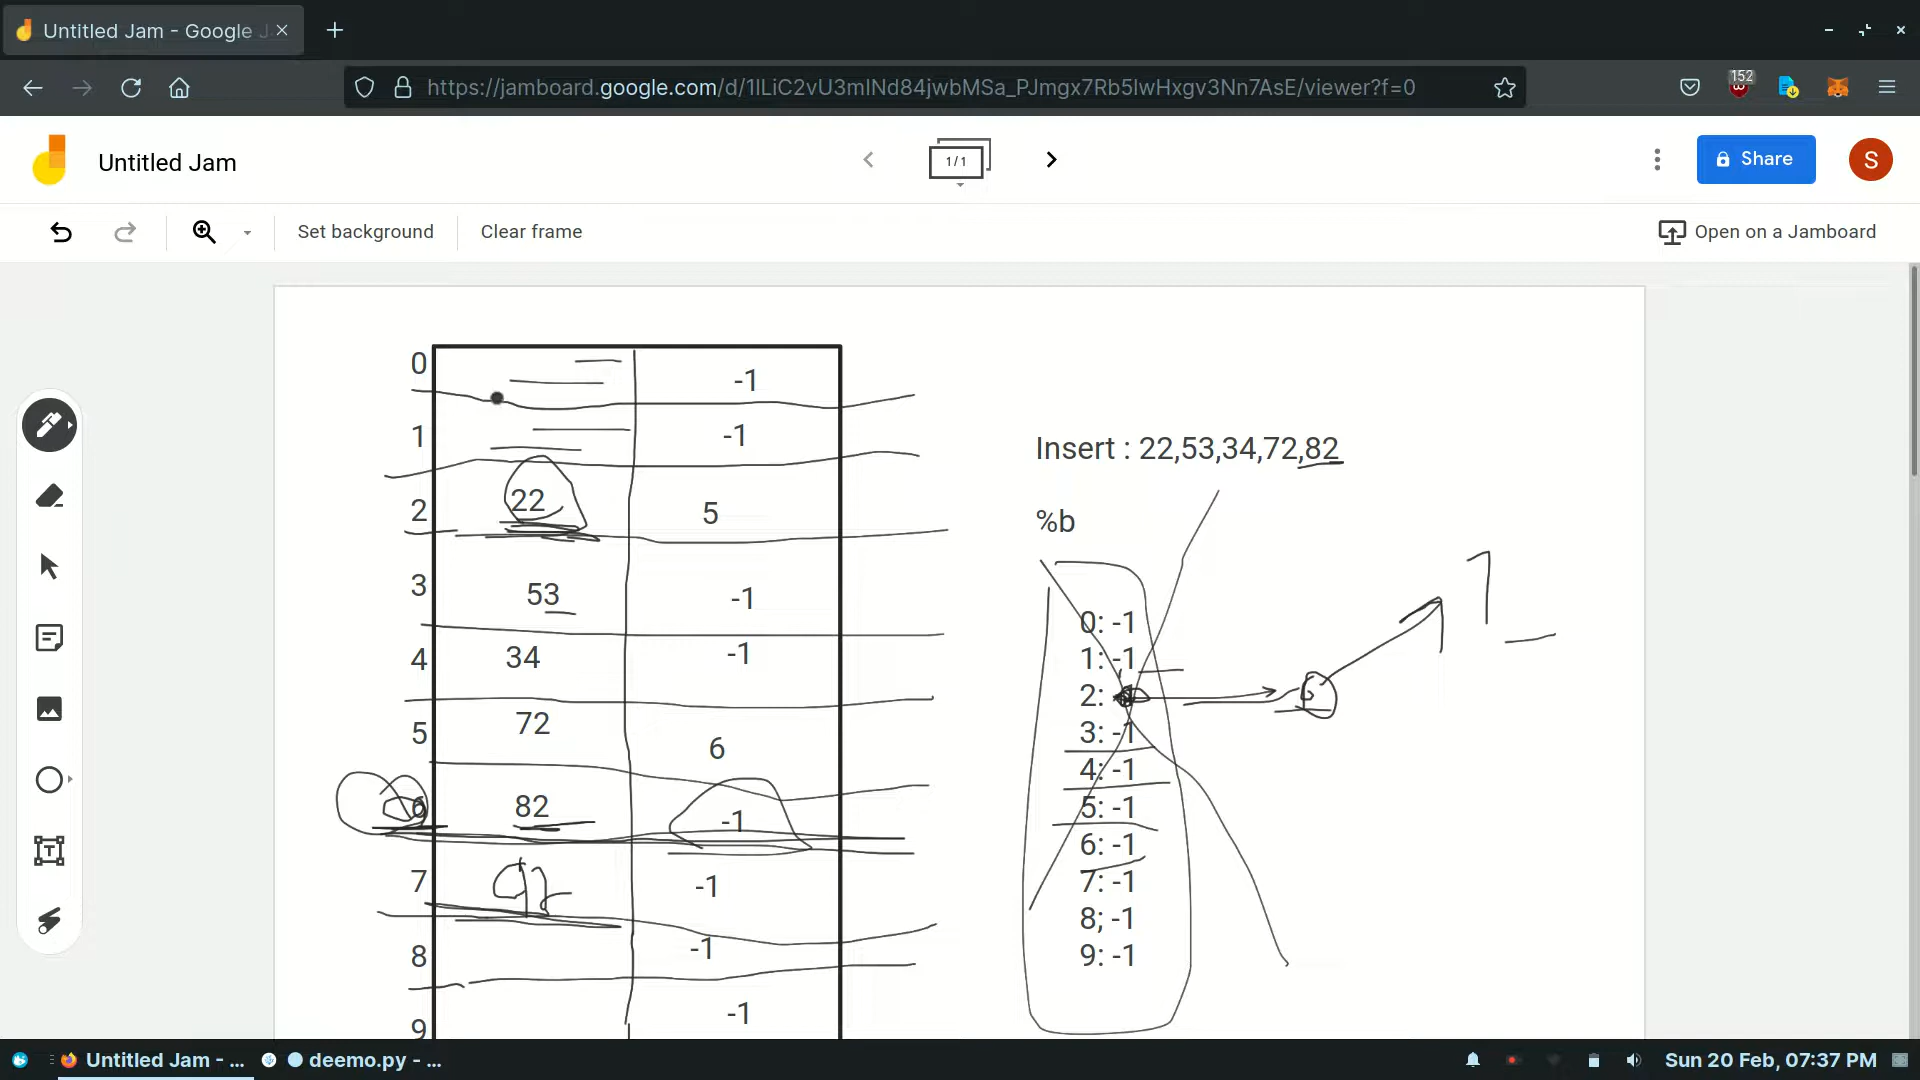 Untitled Jam - Google J
https://jamboard.google.com/d/1lLiC2vU3mINd84jwbMSa_PJmgx7Rb5lwHxgv3Nn7AsE/viewer?f=0
152
Untitled Jam
1/1
Share
S
Set background
Clear frame
Open on a Jamboard
0 -1
1 -1
2 22 5
3 53 -1
4 34 -1
5 72 6
6 82 -1
7 92 -1
8 -1
9 -1
Insert : 22,53,34,72,82
%b
0: -1
1: -1
2:
3: -1
4: -1
5: -1
6: -1
7: -1
8; -1
9: -1
Untitled Jam - ...
deemo.py - ...
Sun 20 Feb, 07:37 PM